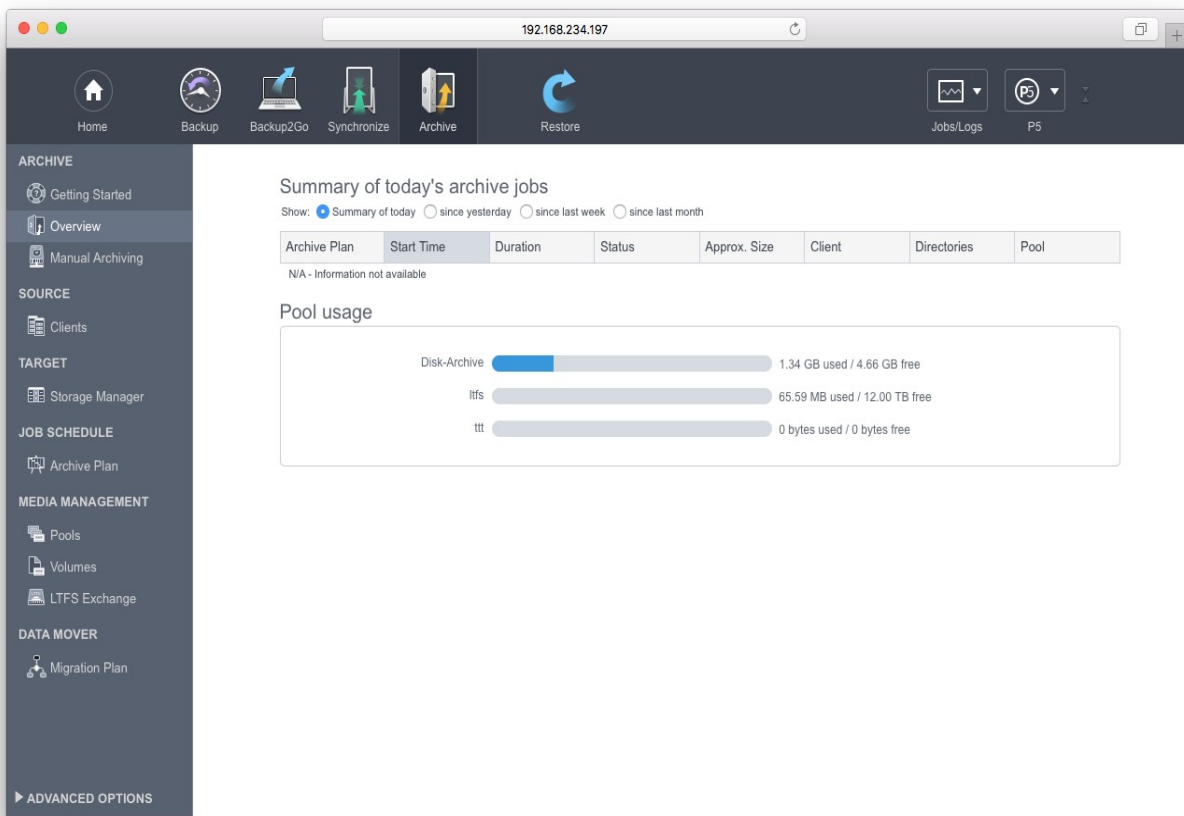 192.168.234.197
Home
Backup
Backup2Go
Synchronize
Archive
Restore
Jobs/Logs
P5
P5
ARCHIVE
Getting Started
Overview
Manual Archiving
SOURCE
Clients
TARGET
Storage Manager
JOB SCHEDULE
Archive Plan
MEDIA MANAGEMENT
Pools
Volumes
LTFS Exchange
DATA MOVER
Migration Plan
ADVANCED OPTIONS
Summary of today's archive jobs
Show: Summary of today since yesterday since last week since last month
Archive Plan Start Time Duration Status Approx. Size Client Directories Pool
N/A - Information not available
Pool usage
Disk-Archive 1.34 GB used / 4.66 GB free
ltfs 65.59 MB used / 12.00 TB free
ttt 0 bytes used / 0 bytes free